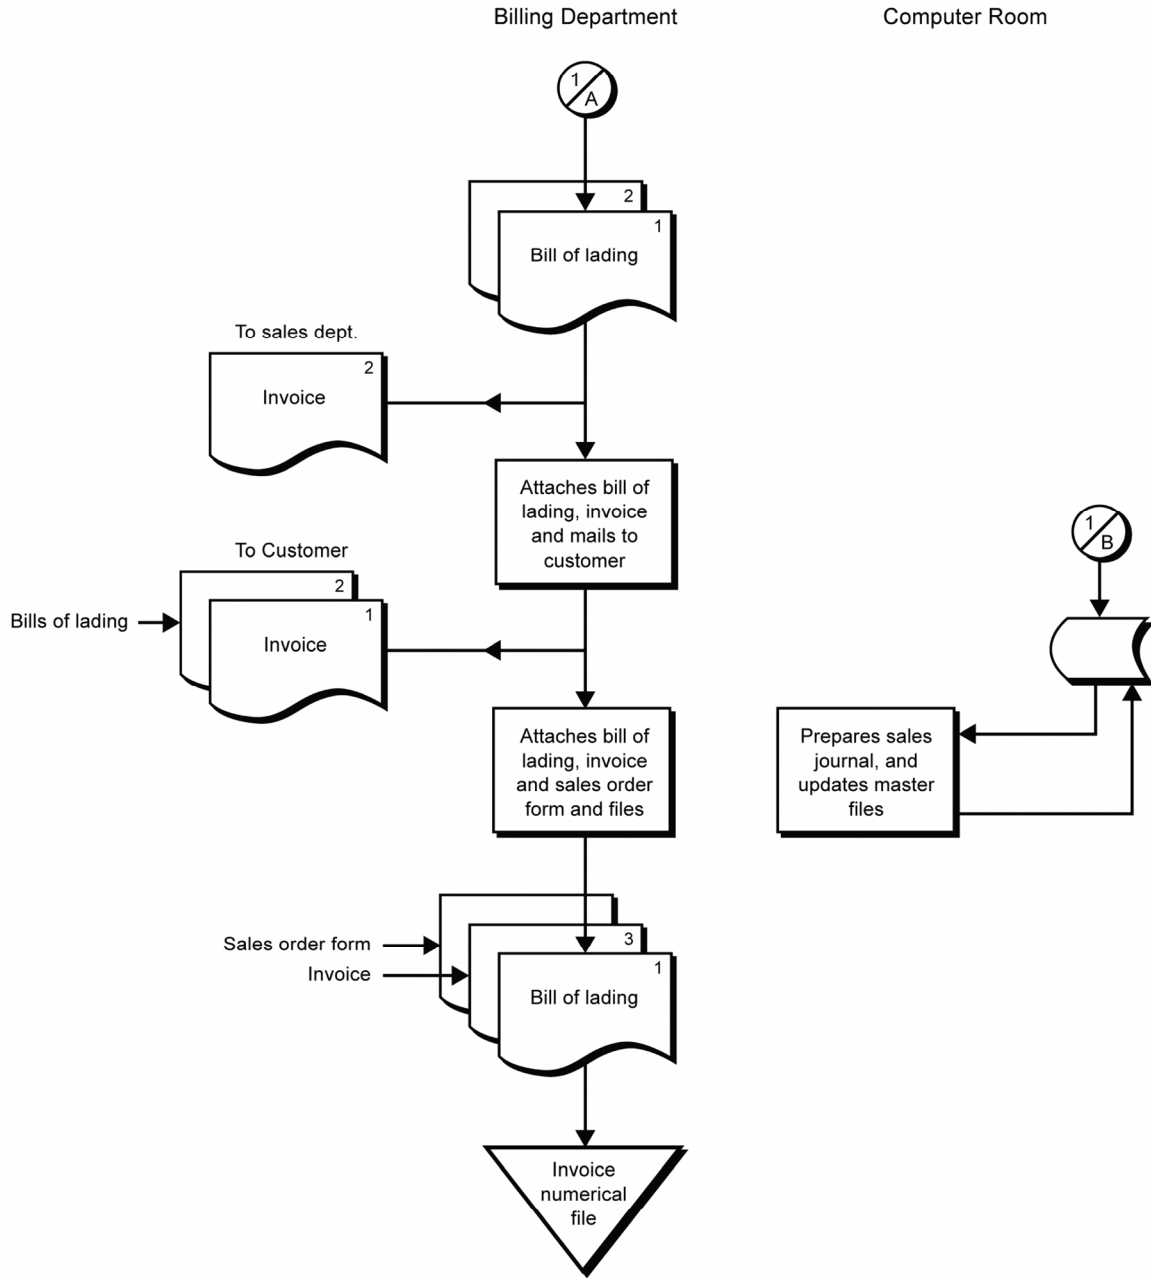 Billing Department
Computer Room
1
A
2
1
Bill of lading
To sales dept.
2
Invoice
Attaches bill of
lading, invoice
and mails to
customer
1
B
To Customer
2
Bills of lading
1
Invoice
Attaches bill of
lading, invoice
and sales order
form and files
Prepares sales
journal, and
updates master
files
Sales order form
3
Invoice
1
Bill of lading
Invoice
numerical
file